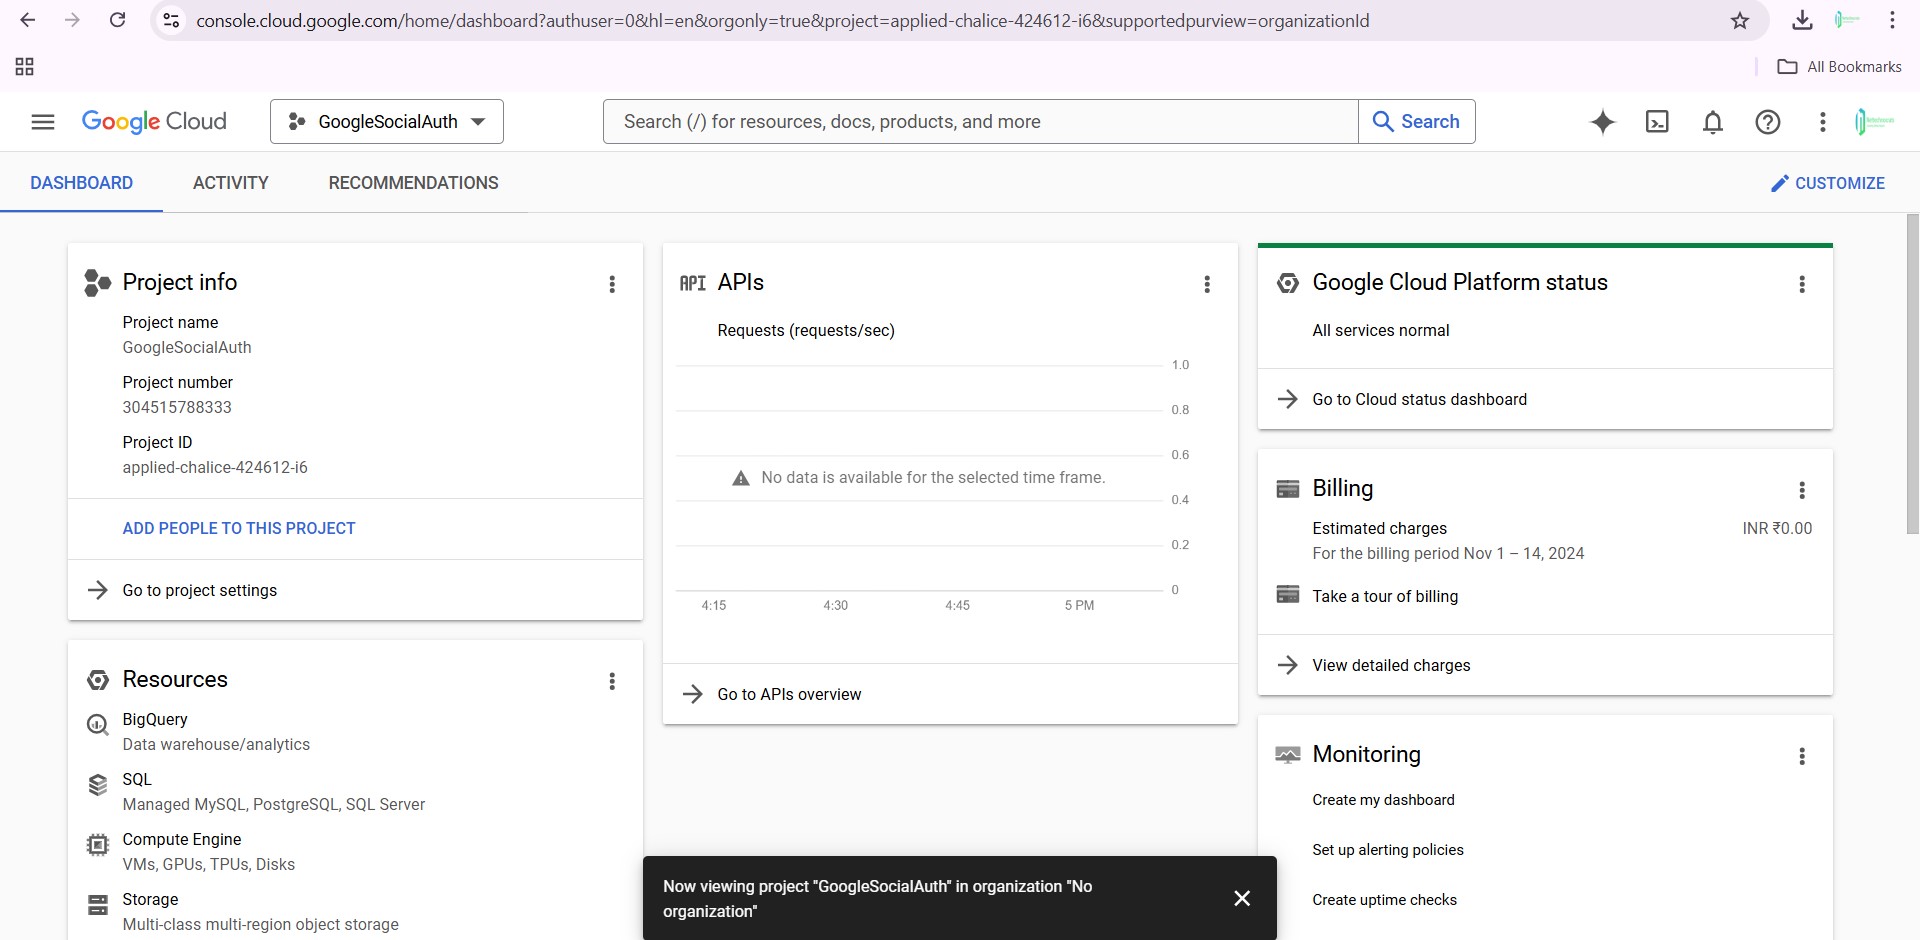 console.cloud.google.com/home/dashboard?authuser=0&hl=en&orgonly=true&project=applied-chalice-424612-i6&supportedpurview=organizationId
All Bookmarks
Google Cloud
GoogleSocialAuth
Search (/) for resources, docs, products, and more
Search
DASHBOARD
ACTIVITY
RECOMMENDATIONS
CUSTOMIZE
Project info
Project name
GoogleSocialAuth
Project number
304515788333
Project ID
applied-chalice-424612-i6
ADD PEOPLE TO THIS PROJECT
Go to project settings
Resources
BigQuery
Data warehouse/analytics
SQL
Managed MySQL, PostgreSQL, SQL Server
Compute Engine
VMs, GPUs, TPUs, Disks
Storage
Multi-class multi-region object storage
API APIs
Requests (requests/sec)
1.0
0.8
0.6
No data is available for the selected time frame.
0.4
0.2
0
4:15 4:30 4:45 5 PM
Go to APIs overview
Google Cloud Platform status
All services normal
Go to Cloud status dashboard
Billing
Estimated charges INR ₹0.00
For the billing period Nov 1 – 14, 2024
Take a tour of billing
View detailed charges
Monitoring
Create my dashboard
Set up alerting policies
Create uptime checks
Now viewing project "GoogleSocialAuth" in organization "No
organization"